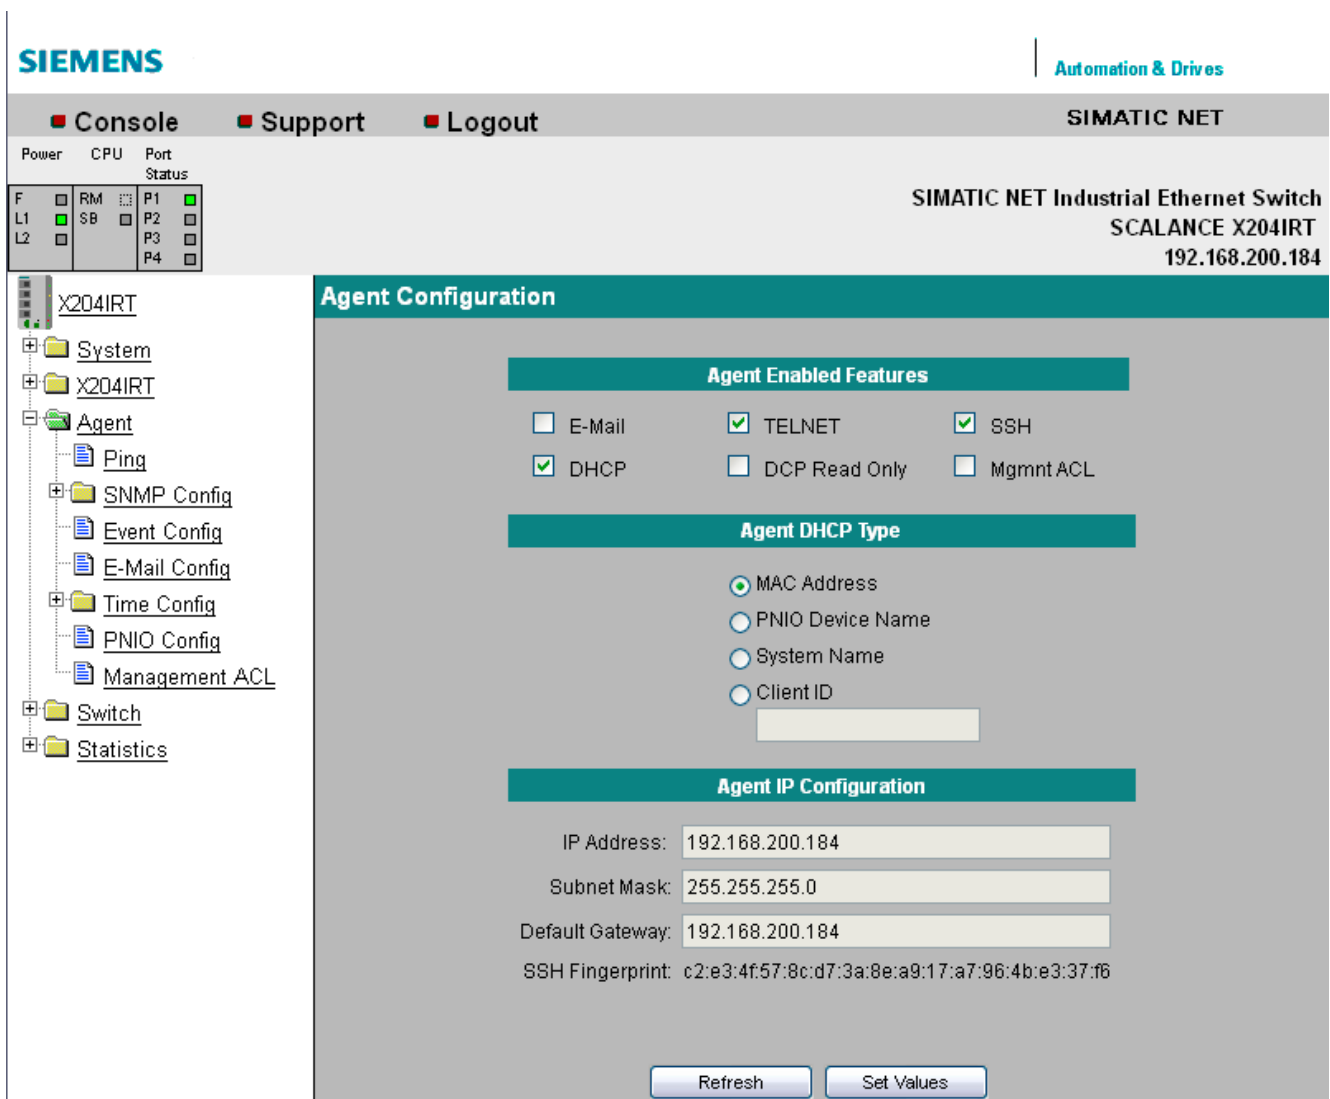 SIEMENS
Automation & Drives
Console Support Logout SIMATIC NET
Power CPU Port Status
F RM P1
L1 SB P2
L2 P3
P4
SIMATIC NET Industrial Ethernet Switch
SCALANCE X204IRT
192.168.200.184
X204IRT
System
X204IRT
Agent
Ping
SNMP Config
Event Config
E-Mail Config
Time Config
PNIO Config
Management ACL
Switch
Statistics
Agent Configuration
Agent Enabled Features
E-Mail TELNET SSH
DHCP DCP Read Only Mgmnt ACL
Agent DHCP Type
MAC Address
PNIO Device Name
System Name
Client ID
Agent IP Configuration
IP Address: 192.168.200.184
Subnet Mask: 255.255.255.0
Default Gateway: 192.168.200.184
SSH Fingerprint: c2:e3:4f:57:8c:d7:3a:8e:a9:17:a7:96:4b:e3:37:f6
Refresh Set Values